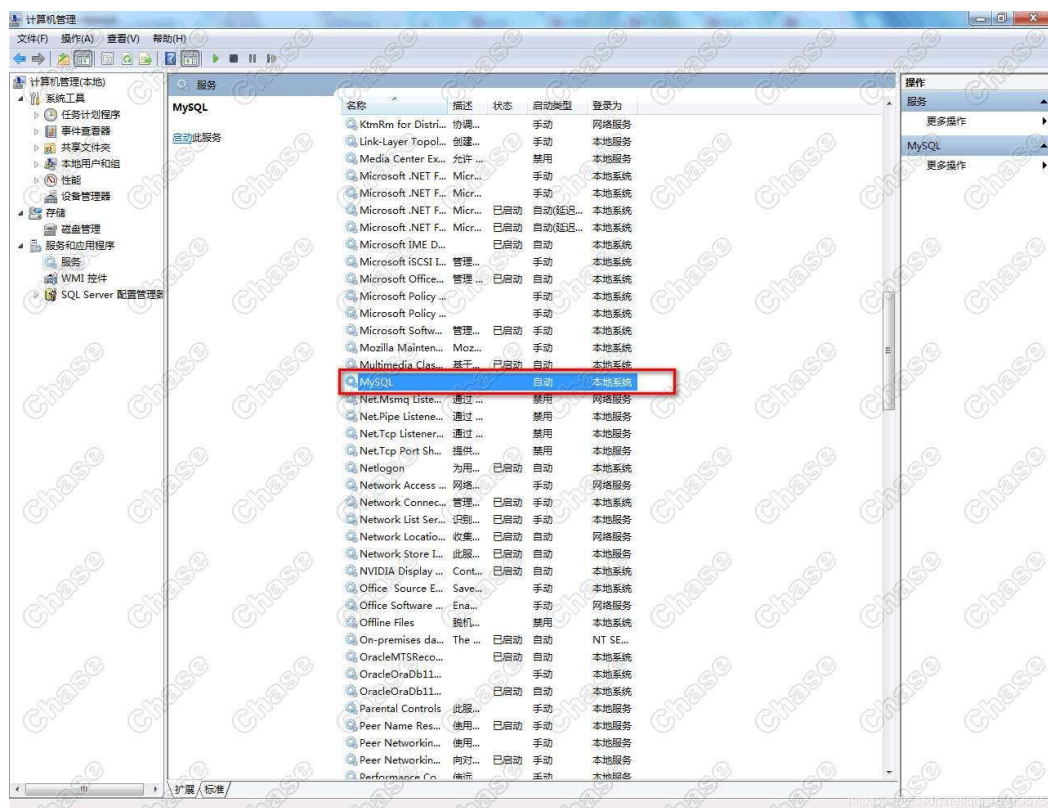 计算机管理
文件(F) 操作(A) 查看(V) 帮助(H)
计算机管理(本地)
系统工具
任务计划程序
事件查看器
共享文件夹
本地用户和组
性能
设备管理器
存储
磁盘管理
服务和应用程序
服务
WMI 控件
SQL Server 配置管理器
服务
MySQL
启动此服务
名称 描述 状态 启动类型 登录为
KtmRm for Distri... 协调... 手动 网络服务
Link-Layer Topol... 创建... 手动 本地服务
Media Center Ex... 允许 ... 禁用 本地服务
Microsoft .NET F... Micr... 手动 本地系统
Microsoft .NET F... Micr... 手动 本地系统
Microsoft .NET F... Micr... 已启动 自动(延迟... 本地系统
Microsoft .NET F... Micr... 已启动 自动(延迟... 本地系统
Microsoft IME D... 已启动 自动 本地系统
Microsoft iSCSI I... 管理... 手动 本地系统
Microsoft Office... 管理 ... 已启动 自动 本地系统
Microsoft Policy ... 手动 本地系统
Microsoft Policy ... 手动 本地系统
Microsoft Softw... 管理... 已启动 手动 本地系统
Mozilla Mainten... Moz... 手动 本地系统
Multimedia Clas... 基于... 已启动 自动 本地系统
MySQL 自动 本地系统
Net.Msmq Liste... 通过 ... 禁用 网络服务
Net.Pipe Listene... 通过 ... 禁用 本地服务
Net.Tcp Listener... 通过 ... 禁用 本地服务
Net.Tcp Port Sh... 提供... 禁用 本地服务
Netlogon 为用... 已启动 自动 本地系统
Network Access ... 网络... 手动 网络服务
Network Connec... 管理... 已启动 手动 本地系统
Network List Ser... 识别... 已启动 手动 本地服务
Network Locatio... 收集... 已启动 自动 网络服务
Network Store I... 此服... 已启动 自动 本地服务
NVIDIA Display ... Cont... 已启动 自动 本地系统
Office Source E... Save... 手动 本地系统
Office Software ... Ena... 手动 网络服务
Offline Files 脱机... 禁用 本地系统
On-premises da... The ... 已启动 自动 NT SE...
OracleMTSReco... 已启动 自动 本地系统
OracleOraDb11... 手动 本地系统
OracleOraDb11... 已启动 自动 本地系统
Parental Controls 此服... 手动 本地服务
Peer Name Res... 使用... 已启动 手动 本地服务
Peer Networkin... 使用... 手动 本地服务
Peer Networkin... 向对... 已启动 手动 本地服务
Performance Co... 使远... 手动 本地服务
扩展 标准
操作
服务
更多操作
MySQL
更多操作
@Chase